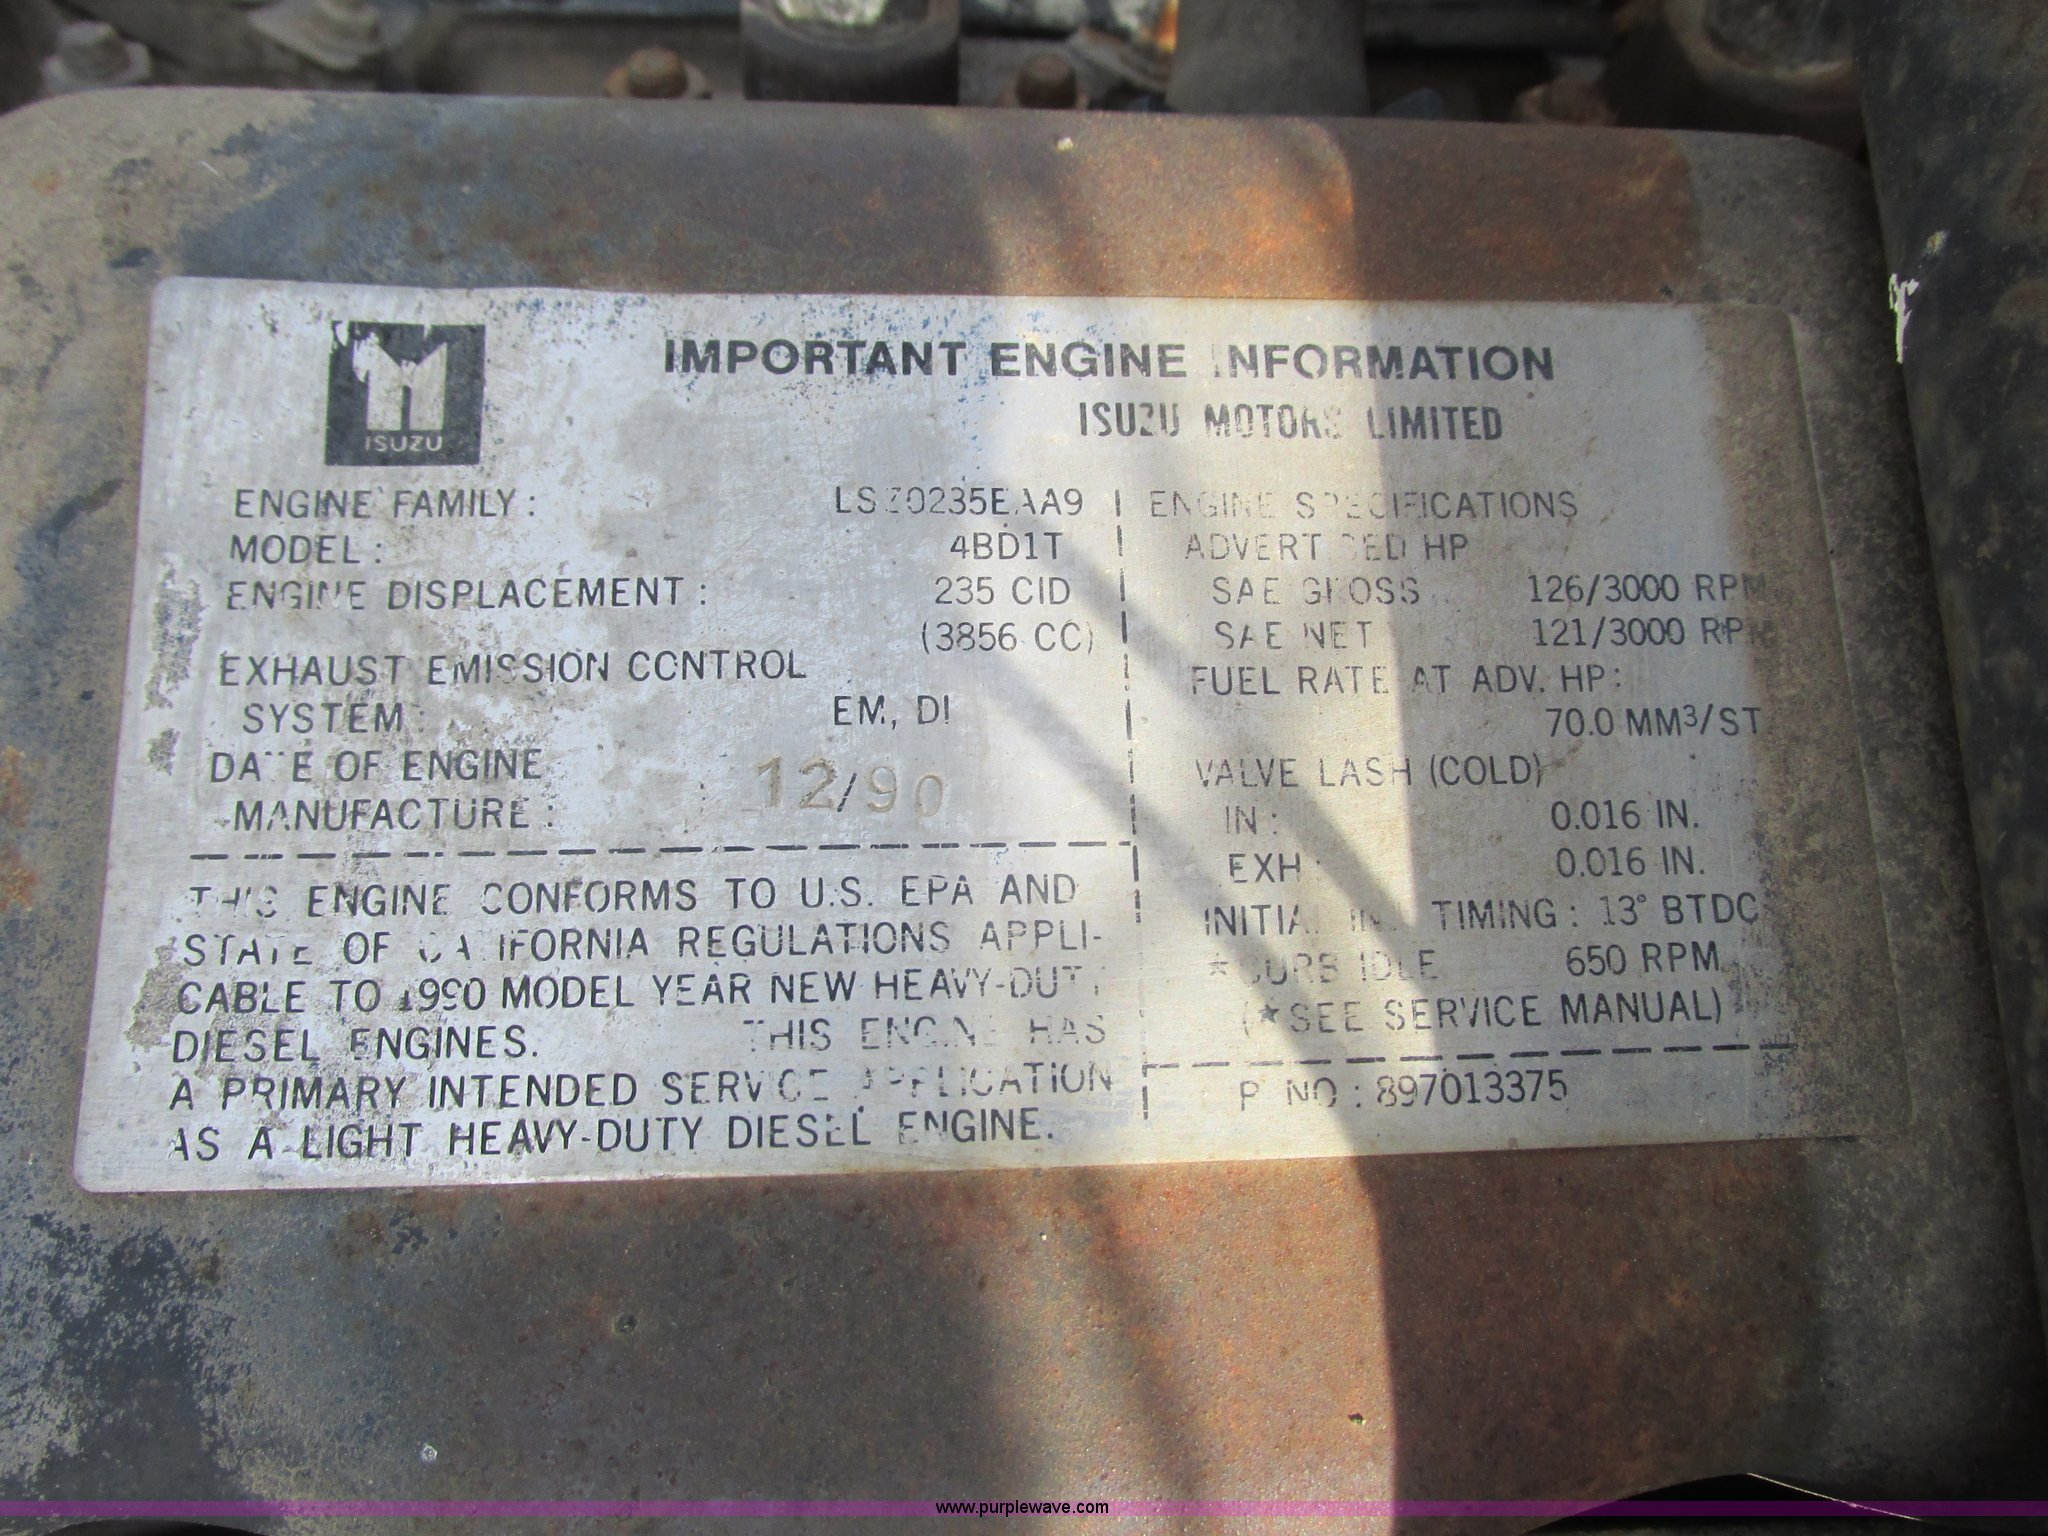 ISUZU
IMPORTANT ENGINE INFORMATION
ISUZU MOTORS LIMITED
ENGINE FAMILY :
MODEL : 4BD1T
ENGINE DISPLACEMENT : 235 CID
(3856 CC)
EXHAUST EMISSION CONTROL
SYSTEM : EM, DI
DATE OF ENGINE
MANUFACTURE : 12/90
THIS ENGINE CONFORMS TO U.S. EPA AND
STATE OF CALIFORNIA REGULATIONS APPLI-
CABLE TO 1990 MODEL YEAR NEW HEAVY-DUTY
DIESEL ENGINES. THIS ENGINE HAS
A PRIMARY INTENDED SERVICE APPLICATION
AS A LIGHT HEAVY-DUTY DIESEL ENGINE.
ENGINE SPECIFICATIONS
ADVERTISED HP
SAE GROSS 126/3000 RPM
SAE NET 121/3000 RPM
FUEL RATE AT ADV. HP:
70.0 MM³/ST.
VALVE LASH (COLD)
IN : 0.016 IN.
EXH : 0.016 IN.
INITIAL INJ. TIMING : 13° BTDC
★CURB IDLE 650 RPM
(★SEE SERVICE MANUAL)
P NO : 897013375
www.purplewave.com